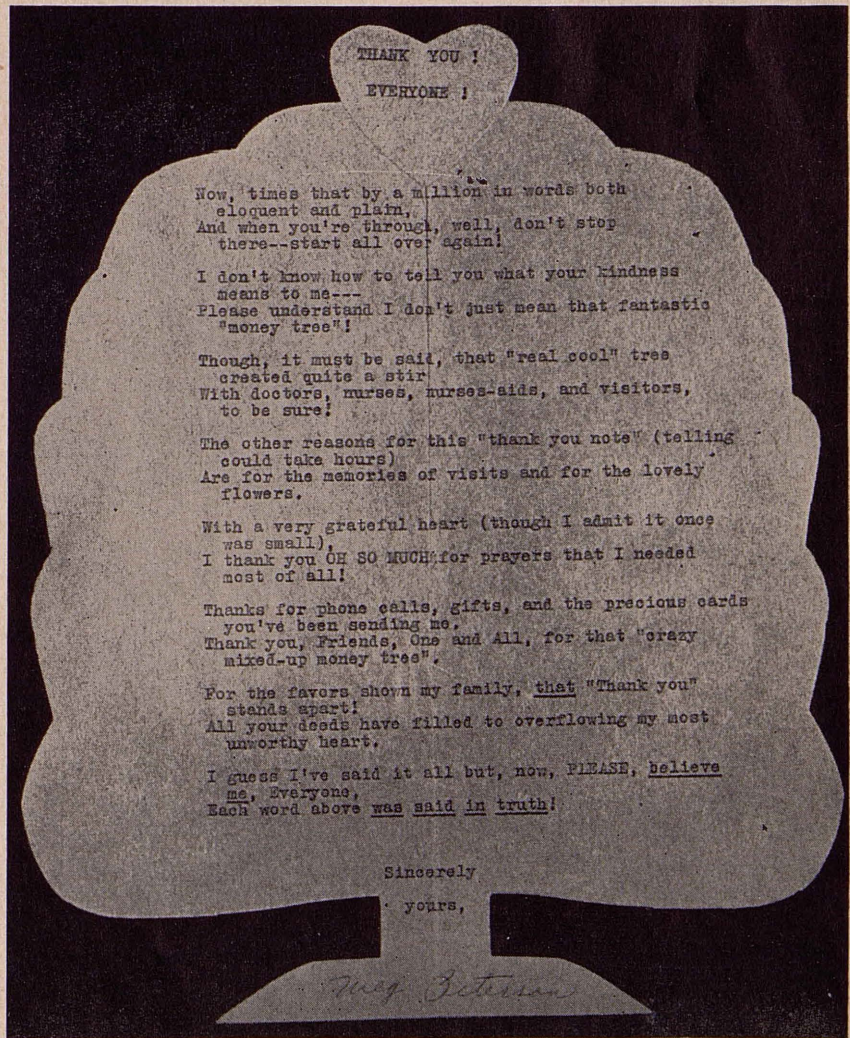 THANK YOU !
EVERYONE !
Now, times that by a million in words both
eloquent and plain,
And when you're through, well, don't stop
there--start all over again!
I don't know how to tell you what your kindness
means to me---
Please understand I don't just mean that fantastic
"money tree"!
Though, it must be said, that "real cool" tree
created quite a stir
With doctors, nurses, nurses-aids, and visitors,
to be sure!
The other reasons for this "thank you note" (telling
could take hours)
Are for the memories of visits and for the lovely
flowers.
With a very grateful heart (though I admit it once
was small),
I thank you OH SO MUCH for prayers that I needed
most of all!
Thanks for phone calls, gifts, and the precious cards
you've been sending me.
Thank you, Friends, One and All, for that "crazy
mixed-up money tree".
For the favors shown my family, that "Thank you"
stands apart!
All your deeds have filled to overflowing my most
unworthy heart.
I guess I've said it all but, now, PLEASE, believe
me, Everyone,
Each word above was said in truth!
Sincerely
yours,
Meg Peterson